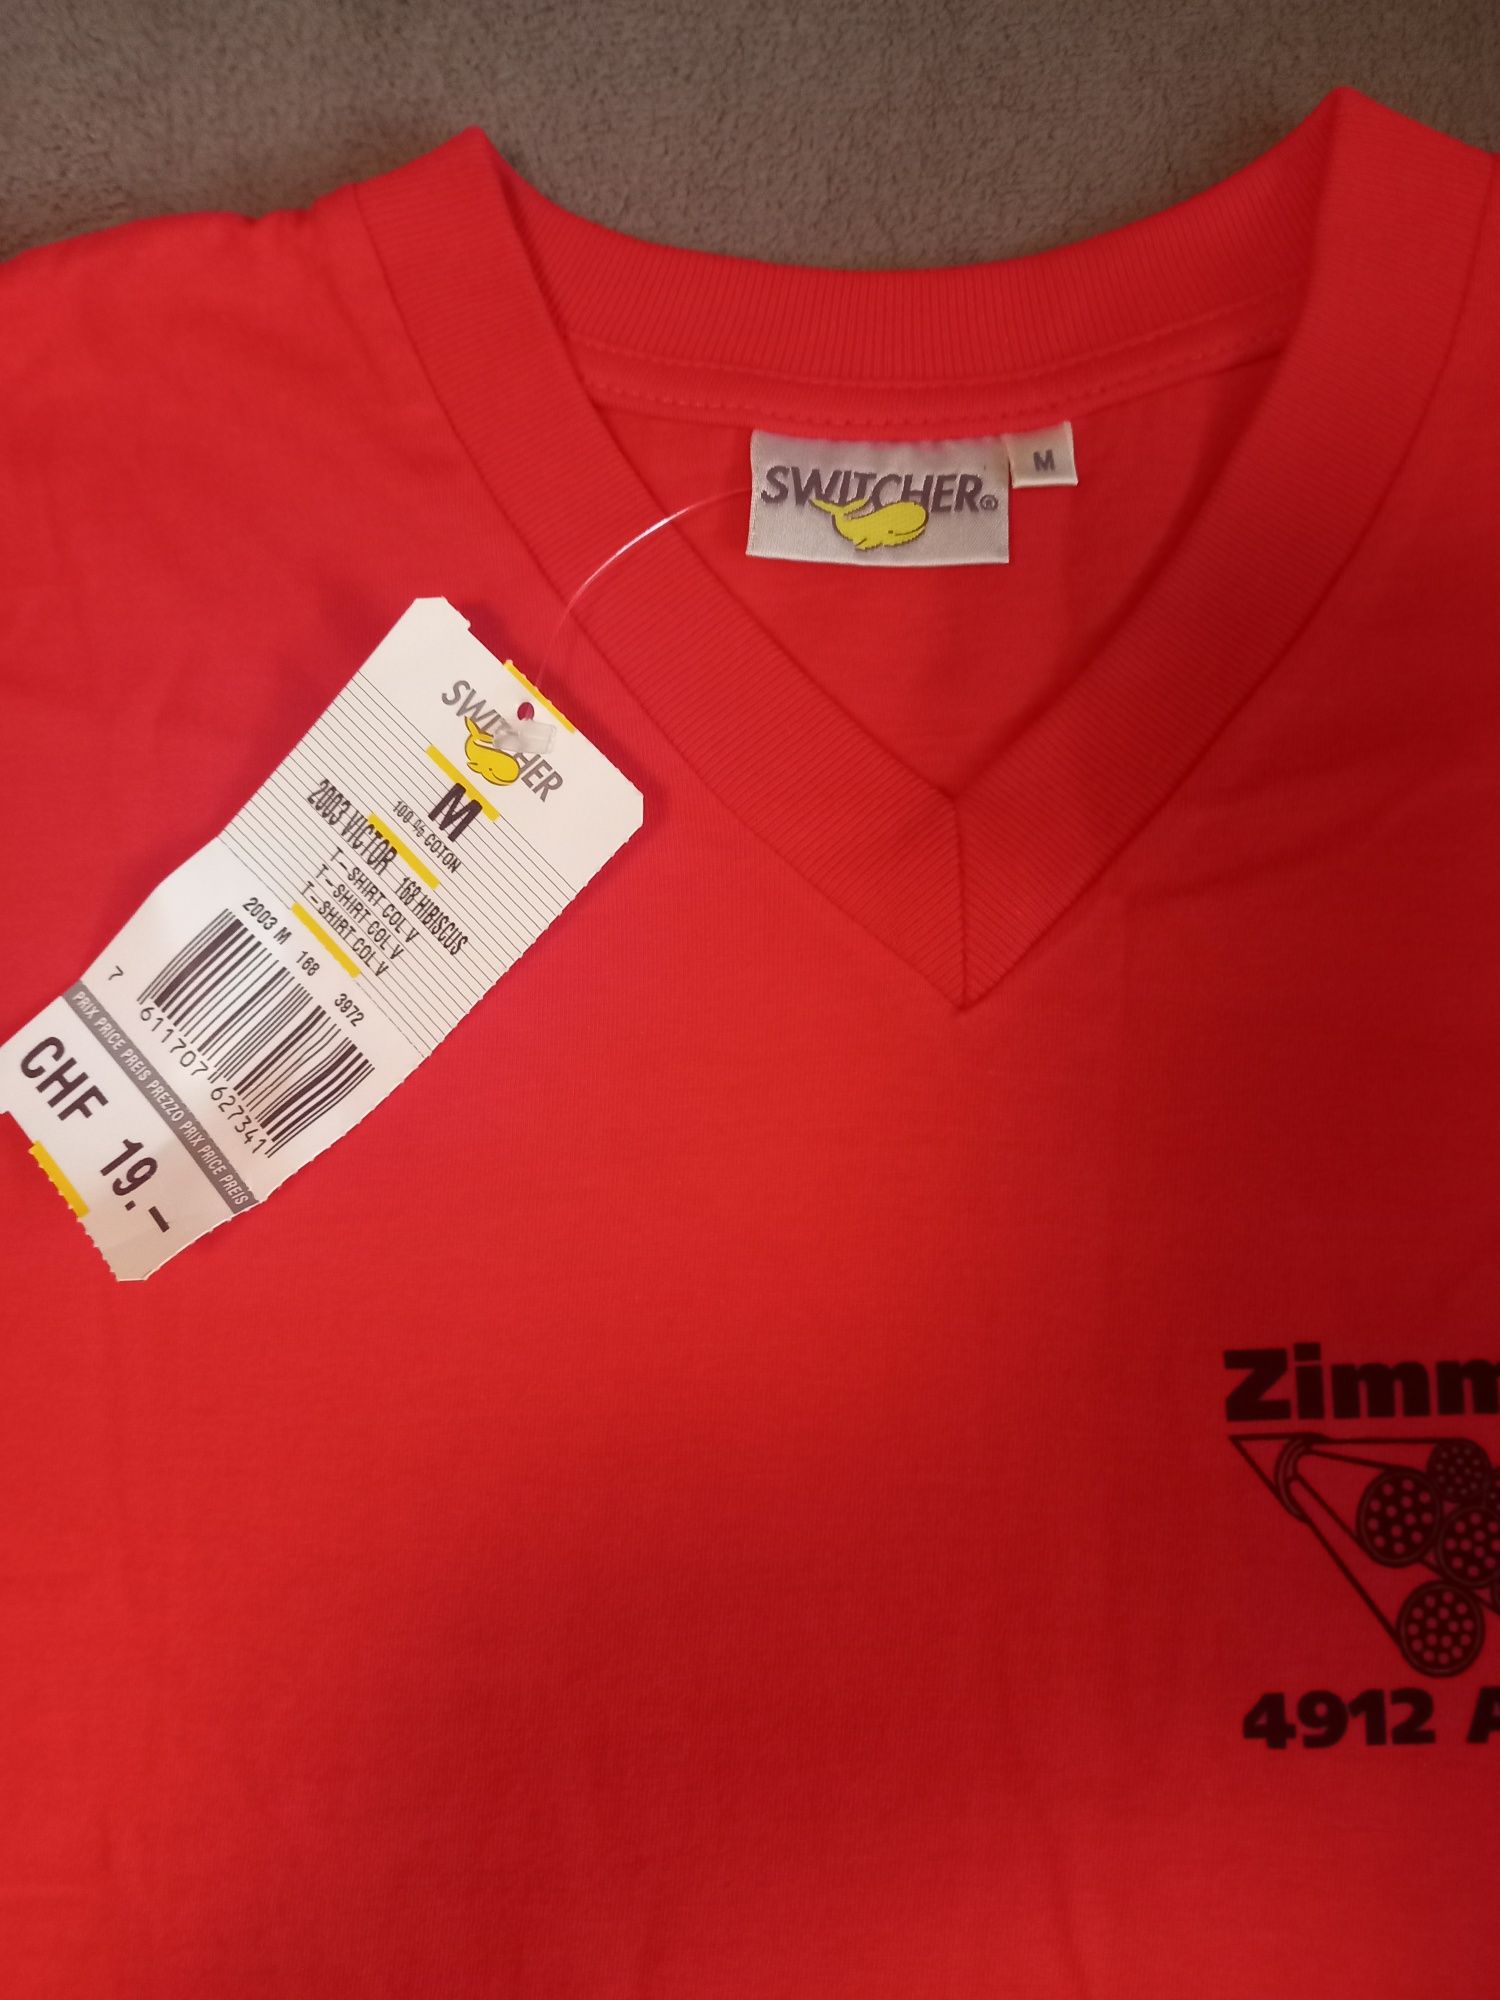 SWITCHER®
M
SWITCHER
M
100 % COTON
2003 VICTOR 168 HIBISCUS
T-SHIRT COL V
T-SHIRT COL V
T-SHIRT COL V
2003 M 168 3972
7 611707 627341
PRIX PRICE PREIS PREZZO PRIX PRICE PREIS
CHF 19.-
Zimm
4912 A